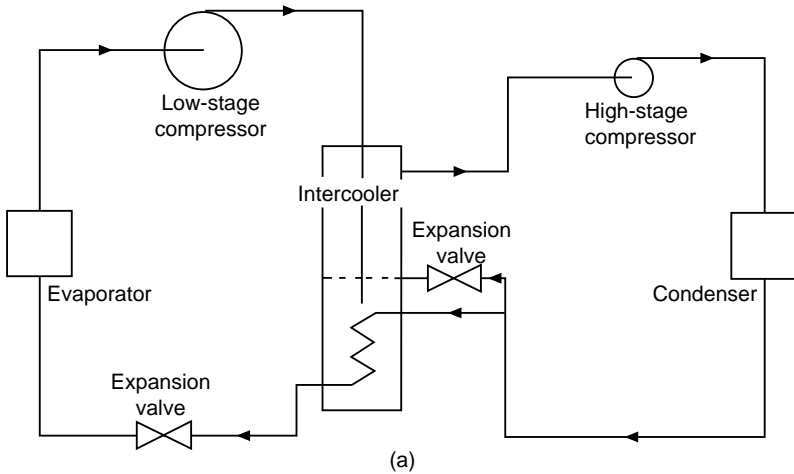 Low-stage
compressor
High-stage
compressor
Intercooler
Expansion
valve
Evaporator
Condenser
Expansion
valve
(a)